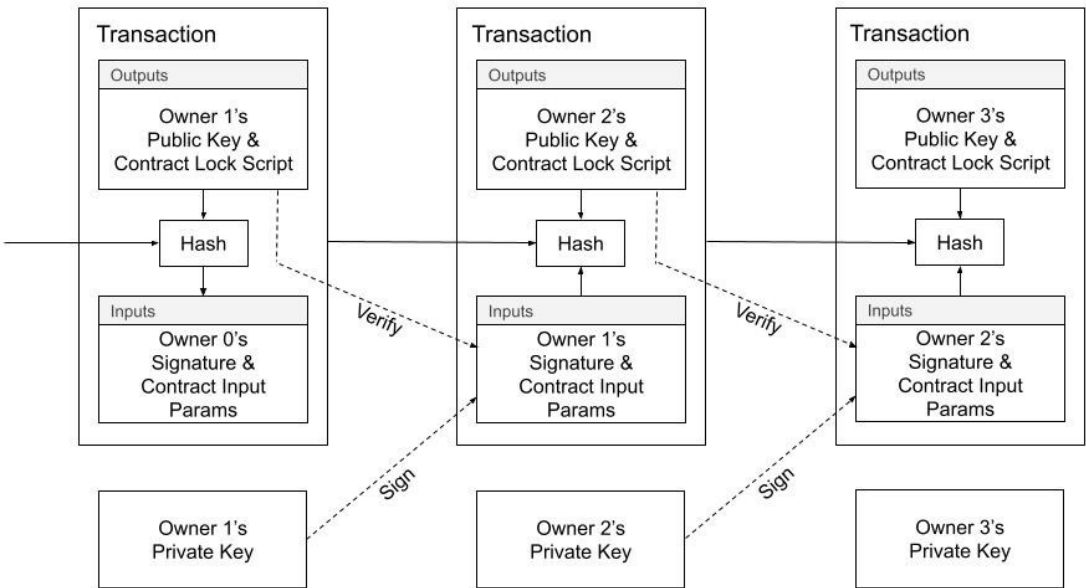 Transaction
Outputs
Owner 1's
Public Key &
Contract Lock Script
Hash
Inputs
Owner 0's
Signature &
Contract Input
Params
Verify
Transaction
Outputs
Owner 2's
Public Key &
Contract Lock Script
Hash
Inputs
Owner 1's
Signature &
Contract Input
Params
Verify
Transaction
Outputs
Owner 3's
Public Key &
Contract Lock Script
Hash
Inputs
Owner 2's
Signature &
Contract Input
Params
Owner 1's
Private Key
Sign
Owner 2's
Private Key
Sign
Owner 3's
Private Key